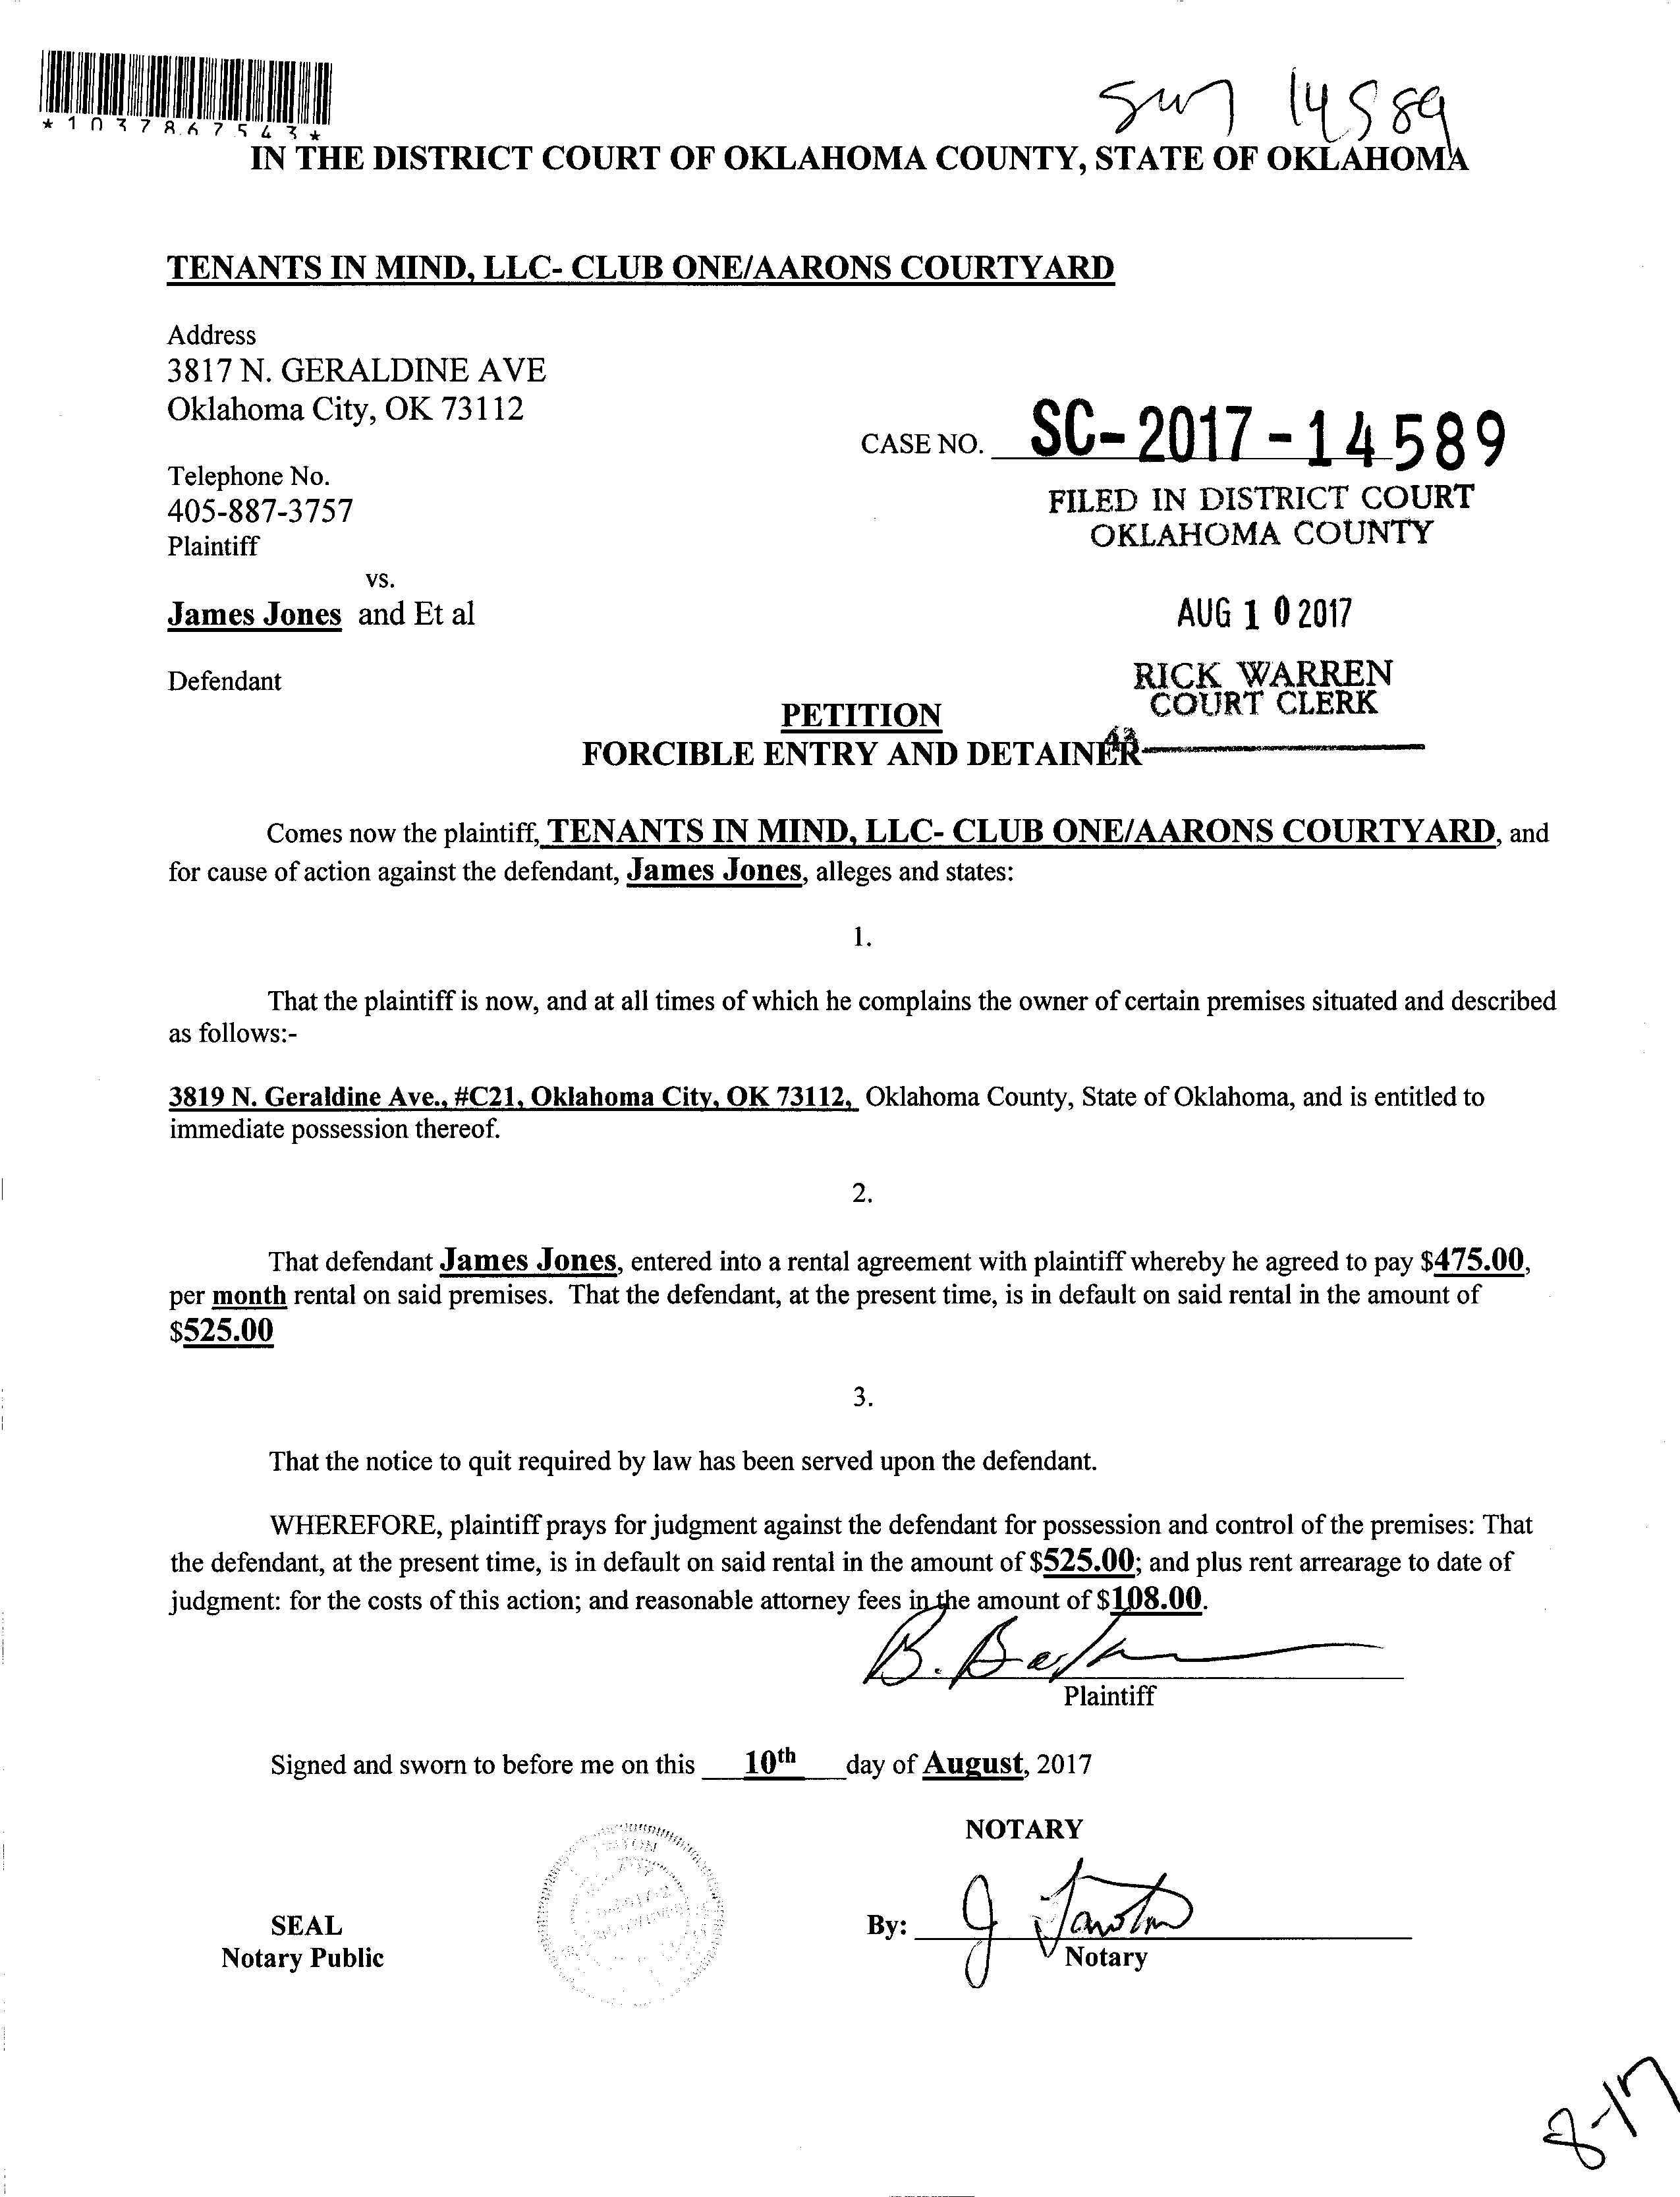 *1037867543*
14589
IN THE DISTRICT COURT OF OKLAHOMA COUNTY, STATE OF OKLAHOMA
TENANTS IN MIND, LLC- CLUB ONE/AARONS COURTYARD
Address
3817 N. GERALDINE AVE
Oklahoma City, OK 73112
CASE NO. SC-2017-14589
Telephone No.
405-887-3757
Plaintiff
FILED IN DISTRICT COURT
OKLAHOMA COUNTY
vs.
James Jones and Et al
AUG 10 2017
Defendant
RICK WARREN
COURT CLERK
PETITION
43
FORCIBLE ENTRY AND DETAINER
Comes now the plaintiff, TENANTS IN MIND, LLC- CLUB ONE/AARONS COURTYARD, and
for cause of action against the defendant, James Jones, alleges and states:
1.
That the plaintiff is now, and at all times of which he complains the owner of certain premises situated and described
as follows:-
3819 N. Geraldine Ave., #C21, Oklahoma City, OK 73112, Oklahoma County, State of Oklahoma, and is entitled to
immediate possession thereof.
2.
That defendant James Jones, entered into a rental agreement with plaintiff whereby he agreed to pay $475.00,
per month rental on said premises. That the defendant, at the present time, is in default on said rental in the amount of
$525.00
3.
That the notice to quit required by law has been served upon the defendant.
WHEREFORE, plaintiff prays for judgment against the defendant for possession and control of the premises: That
the defendant, at the present time, is in default on said rental in the amount of $525.00; and plus rent arrearage to date of
judgment: for the costs of this action; and reasonable attorney fees in the amount of $108.00.
B.
Plaintiff
Signed and sworn to before me on this 10th day of August, 2017
NOTARY
SEAL
Notary Public
By: J
Notary
8-17